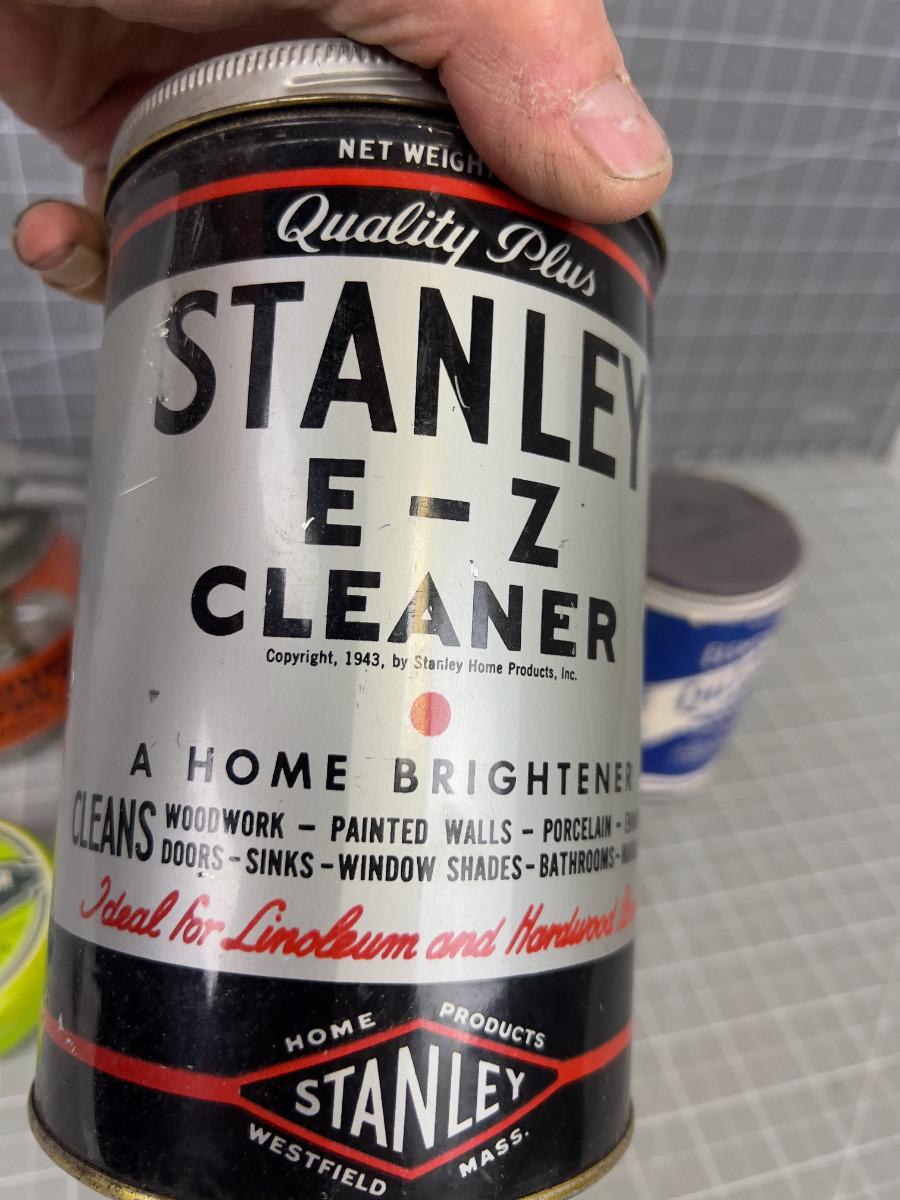 NET
Quality Plus
STANLEY
E-Z
CLEANER
Copyright, 1943, by Stanley Home Products, Inc.
A HOME BRIGHTENER
CLEANS WOODWORK - PAINTED WALLS - PORCELAIN -
DOORS - SINKS - WINDOW SHADES - BATHROOMS -
Ideal for Linoleum and Hardwood
HOME PRODUCTS
STANLEY
WESTFIELD MASS.